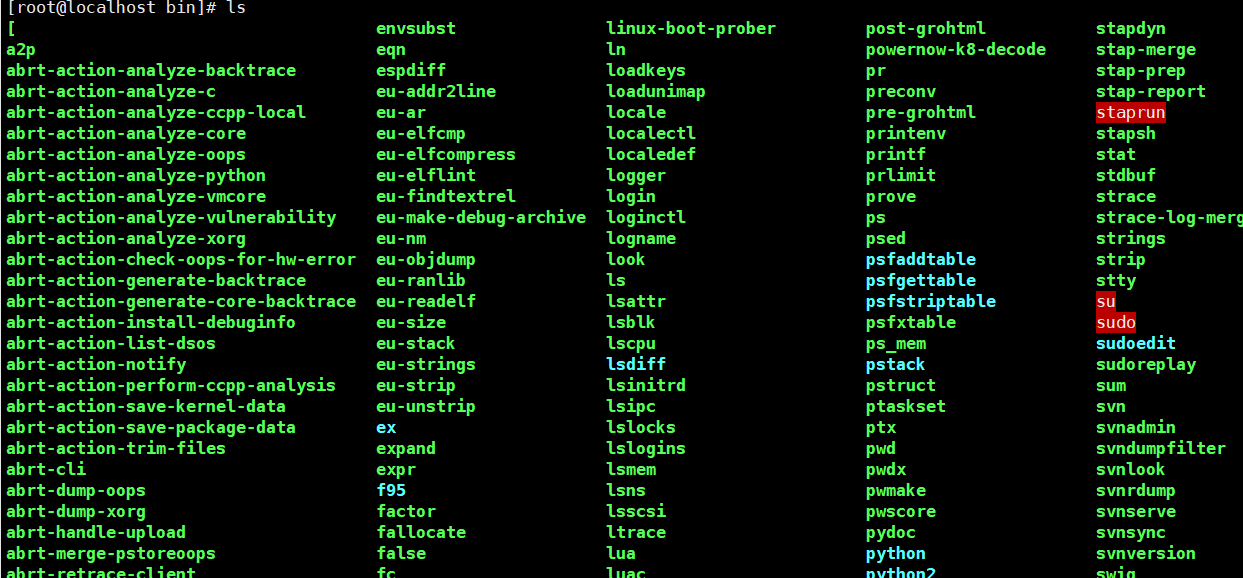 [root@localhost bin]# ls
[ envsubst linux-boot-prober post-grohtml stapdyn
a2p eqn ln powernow-k8-decode stap-merge
abrt-action-analyze-backtrace espdiff loadkeys pr stap-prep
abrt-action-analyze-c eu-addr2line loadunimap preconv stap-report
abrt-action-analyze-ccpp-local eu-ar locale pre-grohtml staprun
abrt-action-analyze-core eu-elfcmp localectl printenv stapsh
abrt-action-analyze-oops eu-elfcompress localedef printf stat
abrt-action-analyze-python eu-elflint logger prlimit stdbuf
abrt-action-analyze-vmcore eu-findtextrel login prove strace
abrt-action-analyze-vulnerability eu-make-debug-archive loginctl ps strace-log-merg
abrt-action-analyze-xorg eu-nm logname psed strings
abrt-action-check-oops-for-hw-error eu-objdump look psfaddtable strip
abrt-action-generate-backtrace eu-ranlib ls psfgettable stty
abrt-action-generate-core-backtrace eu-readelf lsattr psfstriptable su
abrt-action-install-debuginfo eu-size lsblk psfxtable sudo
abrt-action-list-dsos eu-stack lscpu ps_mem sudoedit
abrt-action-notify eu-strings lsdiff pstack sudoreplay
abrt-action-perform-ccpp-analysis eu-strip lsinitrd pstruct sum
abrt-action-save-kernel-data eu-unstrip lsipc ptaskset svn
abrt-action-save-package-data ex lslocks ptx svnadmin
abrt-action-trim-files expand lslogins pwd svndumpfilter
abrt-cli expr lsmem pwdx svnlook
abrt-dump-oops f95 lsns pwmake svnrdump
abrt-dump-xorg factor lsscsi pwscore svnserve
abrt-handle-upload fallocate ltrace pydoc svnsync
abrt-merge-pstoreoops false lua python svnversion
abrt-retrace-client fc luac python2 swig